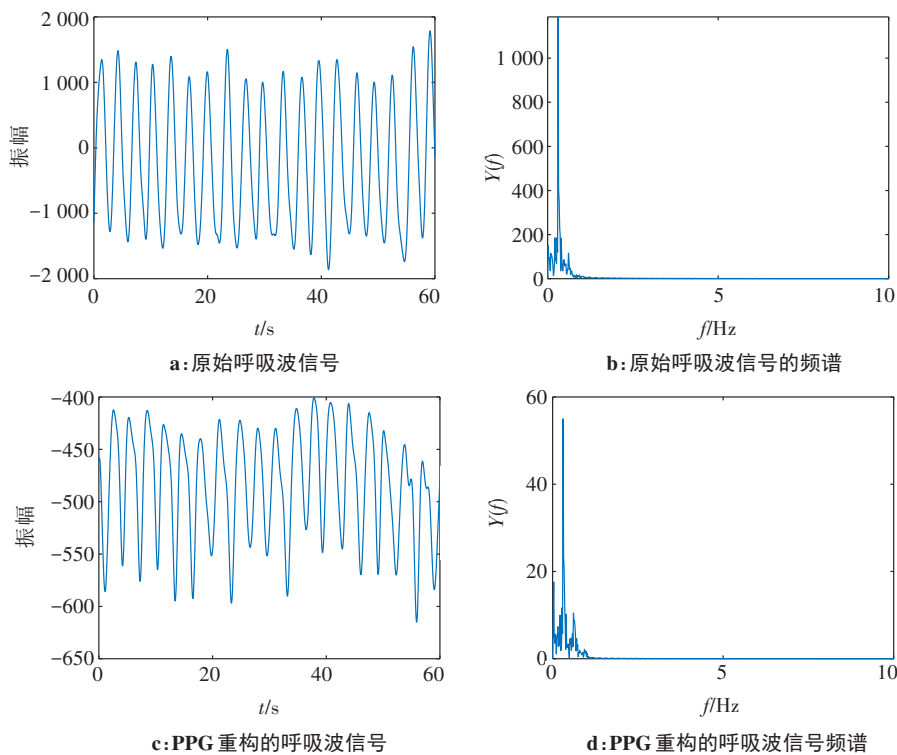 2 000
1 000
0
−1 000
−2 000
振幅
0 20 40 60
t/s
a:原始呼吸波信号
1 000
800
600
400
200
0
Y(f)
0 5 10
f/Hz
b:原始呼吸波信号的频谱
−400
−450
−500
−550
−600
−650
振幅
0 20 40 60
t/s
c:PPG 重构的呼吸波信号
60
40
20
0
Y(f)
0 5 10
f/Hz
d:PPG 重构的呼吸波信号频谱